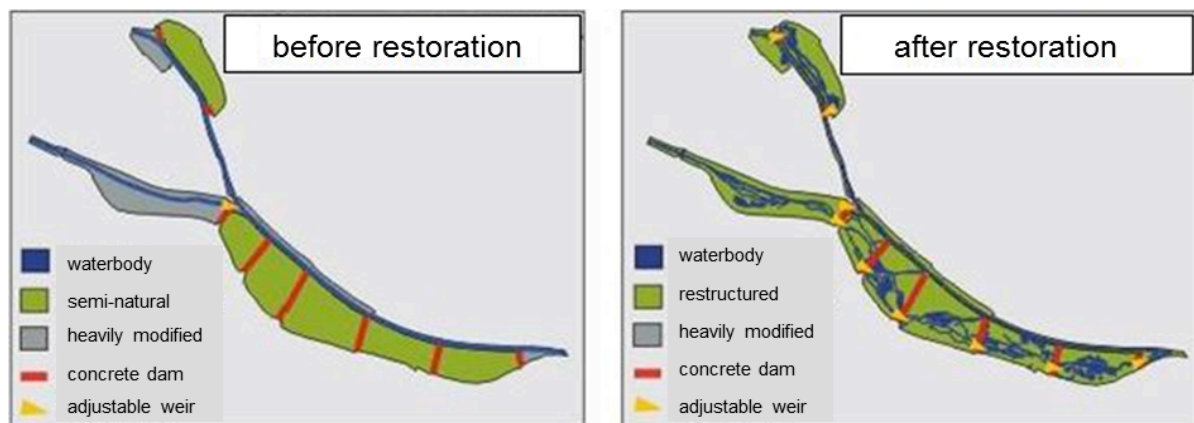 before restoration
waterbody
semi-natural
heavily modified
concrete dam
adjustable weir
after restoration
waterbody
restructured
heavily modified
concrete dam
adjustable weir